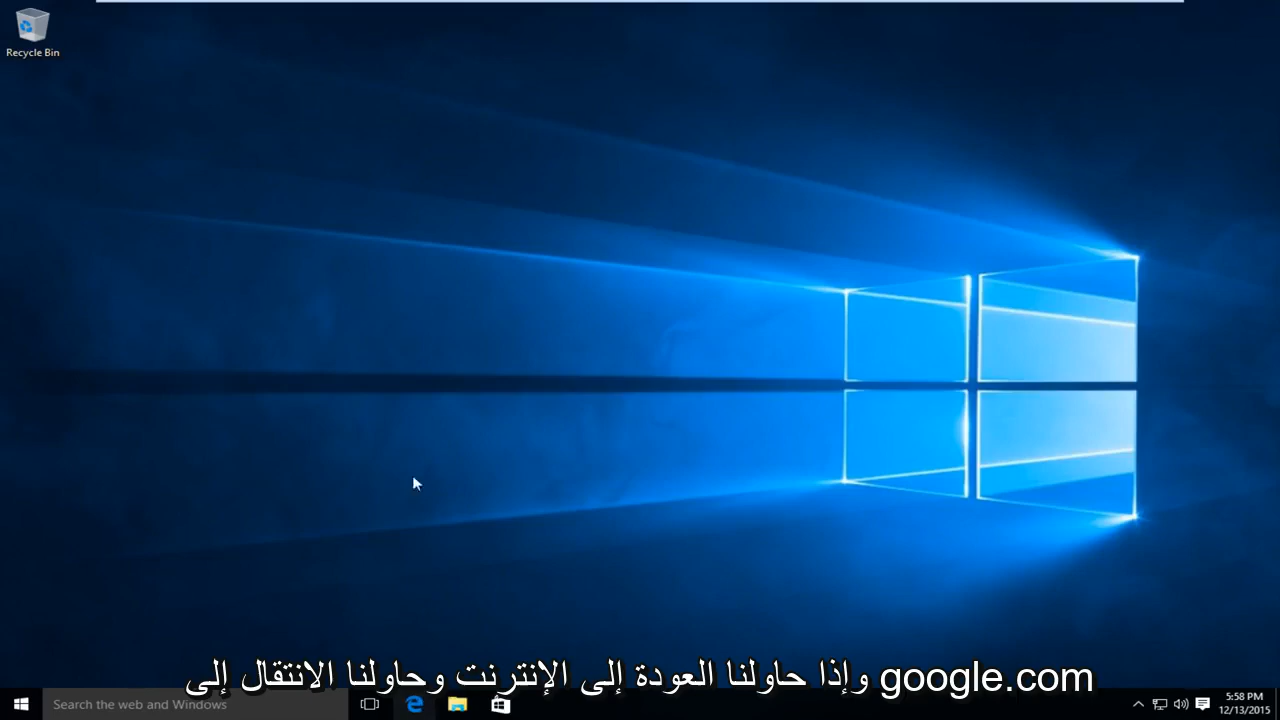 Recycle Bin
وإذا حاولنا العودة إلى الإنترنت وحاولنا الانتقال إلى google.com
Search the web and Windows
5:58 PM
12/13/2015